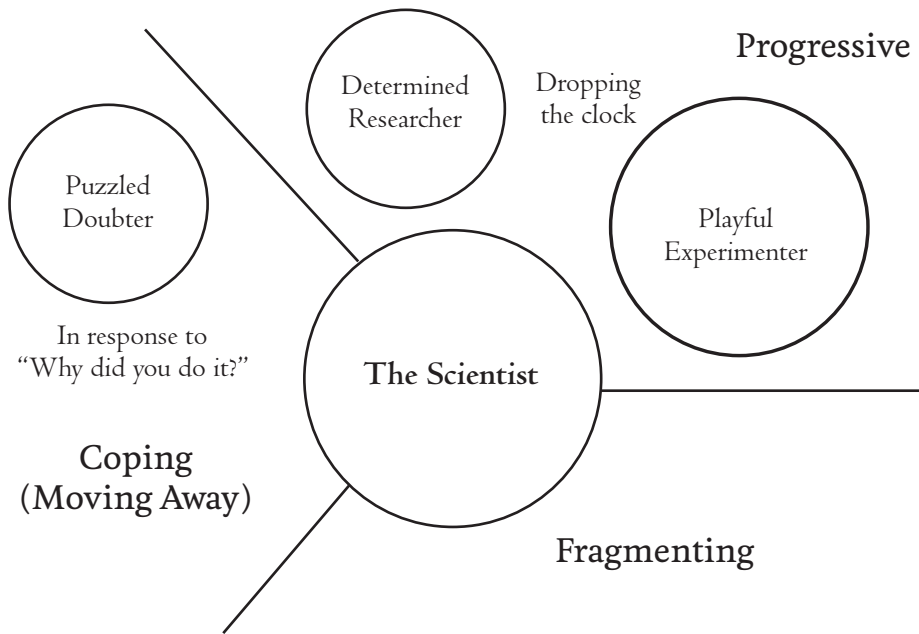 Progressive
Determined
Researcher
Dropping
the clock
Puzzled
Doubter
Playful
Experimenter
In response to
“Why did you do it?”
The Scientist
Coping
(Moving Away)
Fragmenting